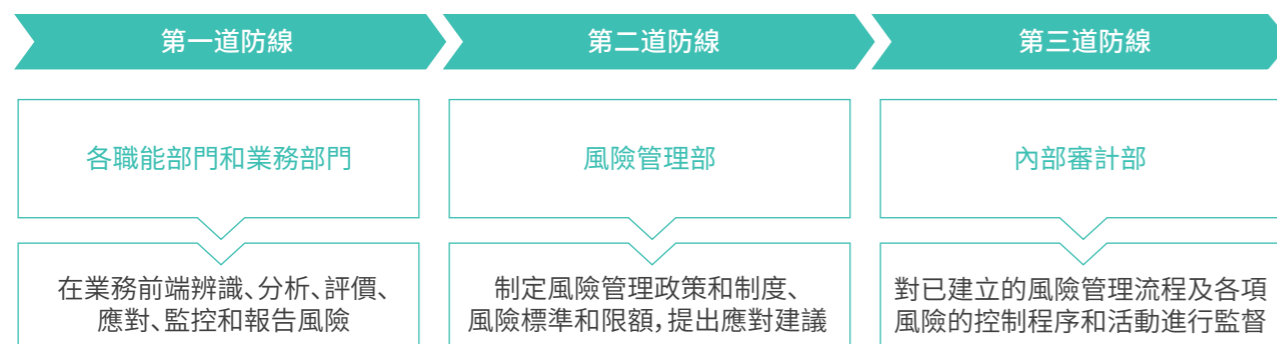 第一道防線
第二道防線
第三道防線
各職能部門和業務部門
風險管理部
內部審計部
在業務前端辨識、分析、評價、
應對、監控和報告風險
制定風險管理政策和制度、
風險標準和限額,提出應對建議
對已建立的風險管理流程及各項
風險的控制程序和活動進行監督